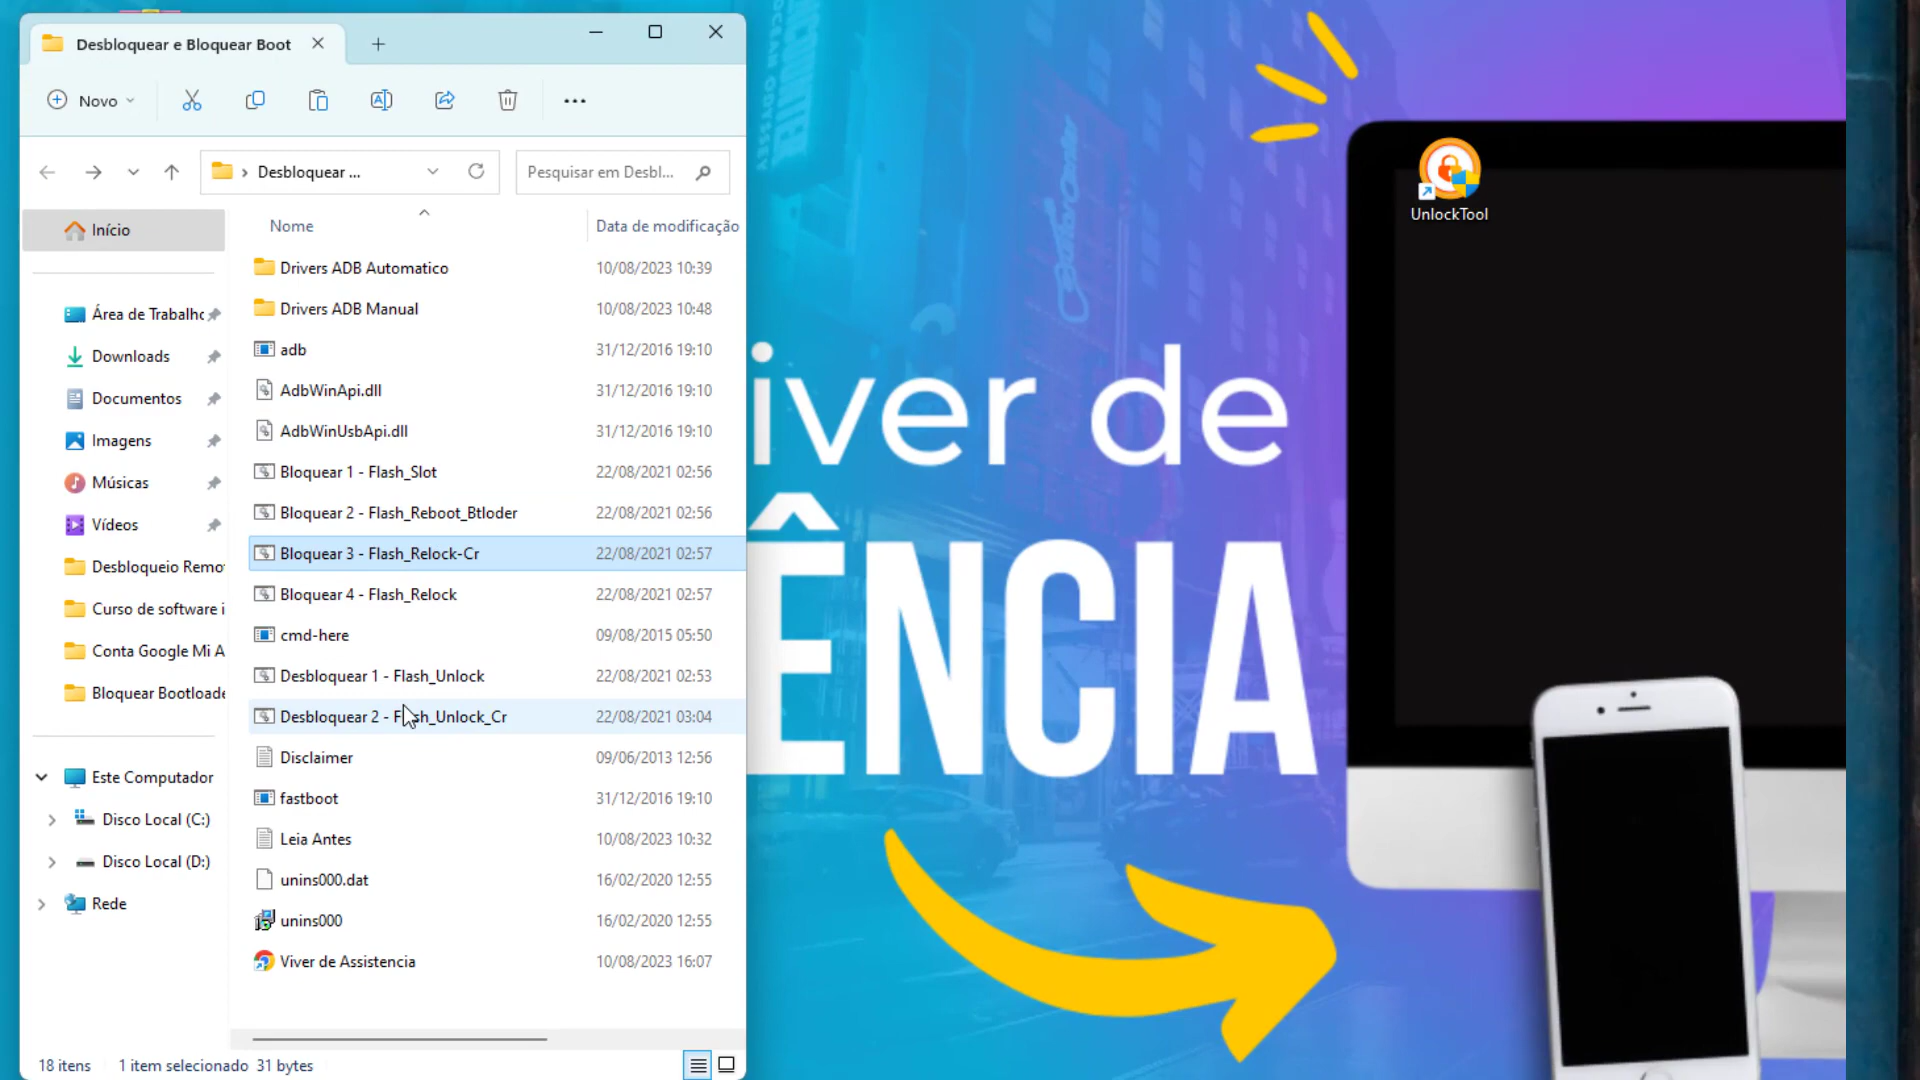 Desbloquear e Bloquear Boot
Novo
Desbloquear ...
Pesquisar em Desbl...
Início
Nome
Data de modificação
Drivers ADB Automatico 10/08/2023 10:39
Drivers ADB Manual 10/08/2023 10:48
adb 31/12/2016 19:10
AdbWinApi.dll 31/12/2016 19:10
AdbWinUsbApi.dll 31/12/2016 19:10
Bloquear 1 - Flash_Slot 22/08/2021 02:56
Bloquear 2 - Flash_Reboot_Btloder 22/08/2021 02:56
Bloquear 3 - Flash_Relock-Cr 22/08/2021 02:57
Bloquear 4 - Flash_Relock 22/08/2021 02:57
cmd-here 09/08/2015 05:50
Desbloquear 1 - Flash_Unlock 22/08/2021 02:53
Desbloquear 2 - Flash_Unlock_Cr 22/08/2021 03:04
Disclaimer 09/06/2013 12:56
fastboot 31/12/2016 19:10
Leia Antes 10/08/2023 10:32
unins000.dat 16/02/2020 12:55
unins000 16/02/2020 12:55
Viver de Assistencia 10/08/2023 16:07
Área de Trabalho
Downloads
Documentos
Imagens
Músicas
Vídeos
Desbloqueio Remot
Curso de software i
Conta Google Mi A
Bloquear Bootloade
Este Computador
Disco Local (C:)
Disco Local (D:)
Rede
18 itens
1 item selecionado 31 bytes
UnlockTool
iver de
ÊNCIA